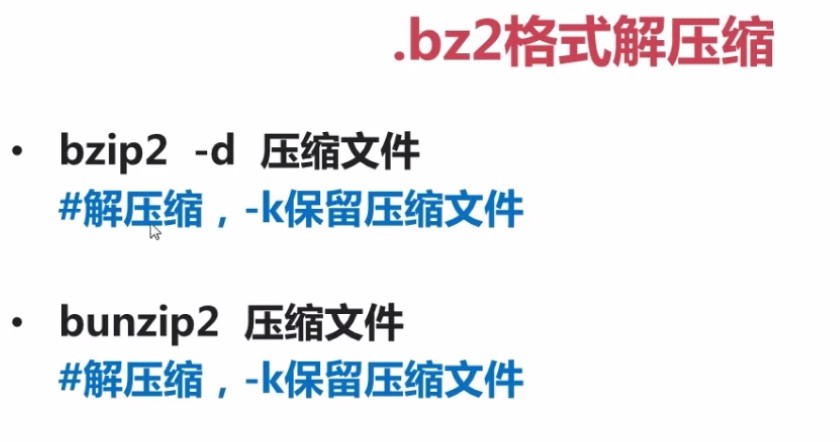 .bz2格式解压缩
• bzip2 -d 压缩文件
#解压缩，-k保留压缩文件
• bunzip2 压缩文件
#解压缩，-k保留压缩文件